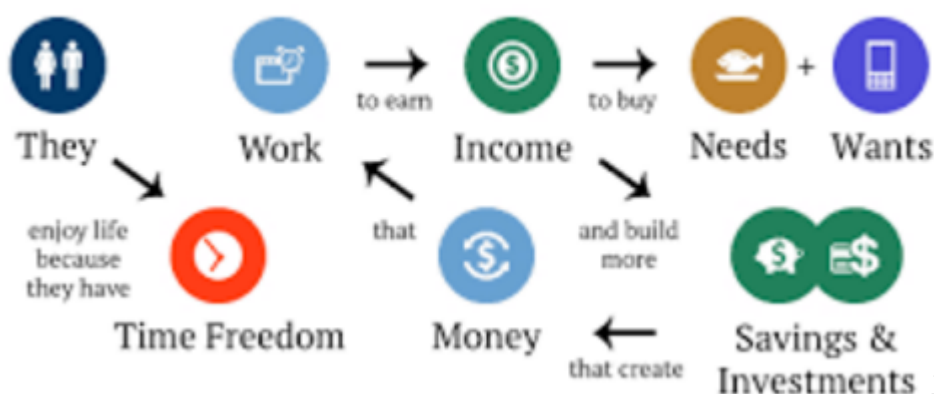 They
Work
to earn
Income
to buy
Needs
+
Wants
enjoy life
because
they have
Time Freedom
that
Money
and build
more
that create
Savings &
Investments